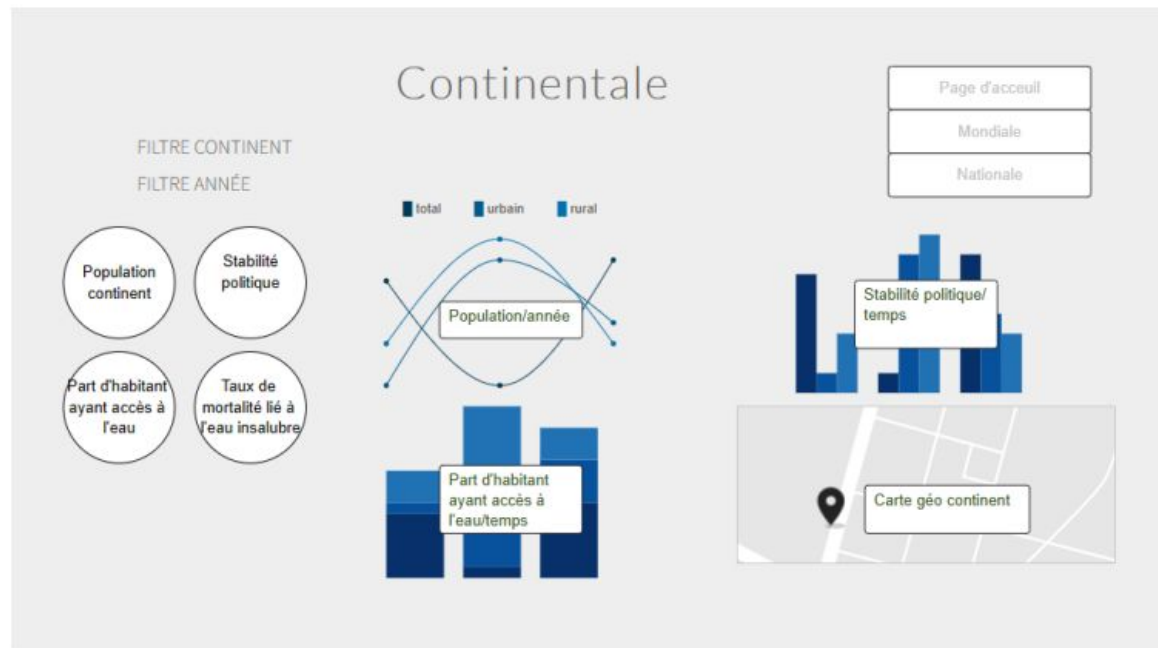 Continentale
Page d'acceuil
Mondiale
Nationale
FILTRE CONTINENT
FILTRE ANNÉE
Population
continent
Stabilité
politique
Part d'habitant
ayant accès à
l'eau
Taux de
mortalité lié à
l'eau insalubre
total urbain rural
Population/année
Part d'habitant
ayant accès à
l'eau/temps
Stabilité politique/
temps
Carte géo continent